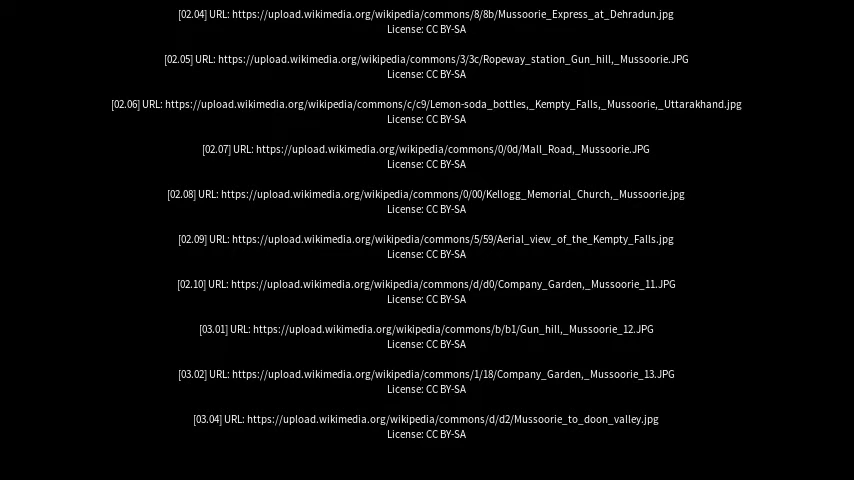 [02.04] URL: https://upload.wikimedia.org/wikipedia/commons/8/8b/Mussoorie_Express_at_Dehradun.jpg
License: CC BY-SA
[02.05] URL: https://upload.wikimedia.org/wikipedia/commons/3/3c/Ropeway_station_Gun_hill,_Mussoorie.JPG
License: CC BY-SA
[02.06] URL: https://upload.wikimedia.org/wikipedia/commons/c/c9/Lemon-soda_bottles,_Kempty_Falls,_Mussoorie,_Uttarakhand.jpg
License: CC BY-SA
[02.07] URL: https://upload.wikimedia.org/wikipedia/commons/0/0d/Mall_Road,_Mussoorie.JPG
License: CC BY-SA
[02.08] URL: https://upload.wikimedia.org/wikipedia/commons/0/00/Kellogg_Memorial_Church,_Mussoorie.jpg
License: CC BY-SA
[02.09] URL: https://upload.wikimedia.org/wikipedia/commons/5/59/Aerial_view_of_the_Kempty_Falls.jpg
License: CC BY-SA
[02.10] URL: https://upload.wikimedia.org/wikipedia/commons/d/d0/Company_Garden,_Mussoorie_11.JPG
License: CC BY-SA
[03.01] URL: https://upload.wikimedia.org/wikipedia/commons/b/b1/Gun_hill,_Mussoorie_12.JPG
License: CC BY-SA
[03.02] URL: https://upload.wikimedia.org/wikipedia/commons/1/18/Company_Garden,_Mussoorie_13.JPG
License: CC BY-SA
[03.04] URL: https://upload.wikimedia.org/wikipedia/commons/d/d2/Mussoorie_to_doon_valley.jpg
License: CC BY-SA